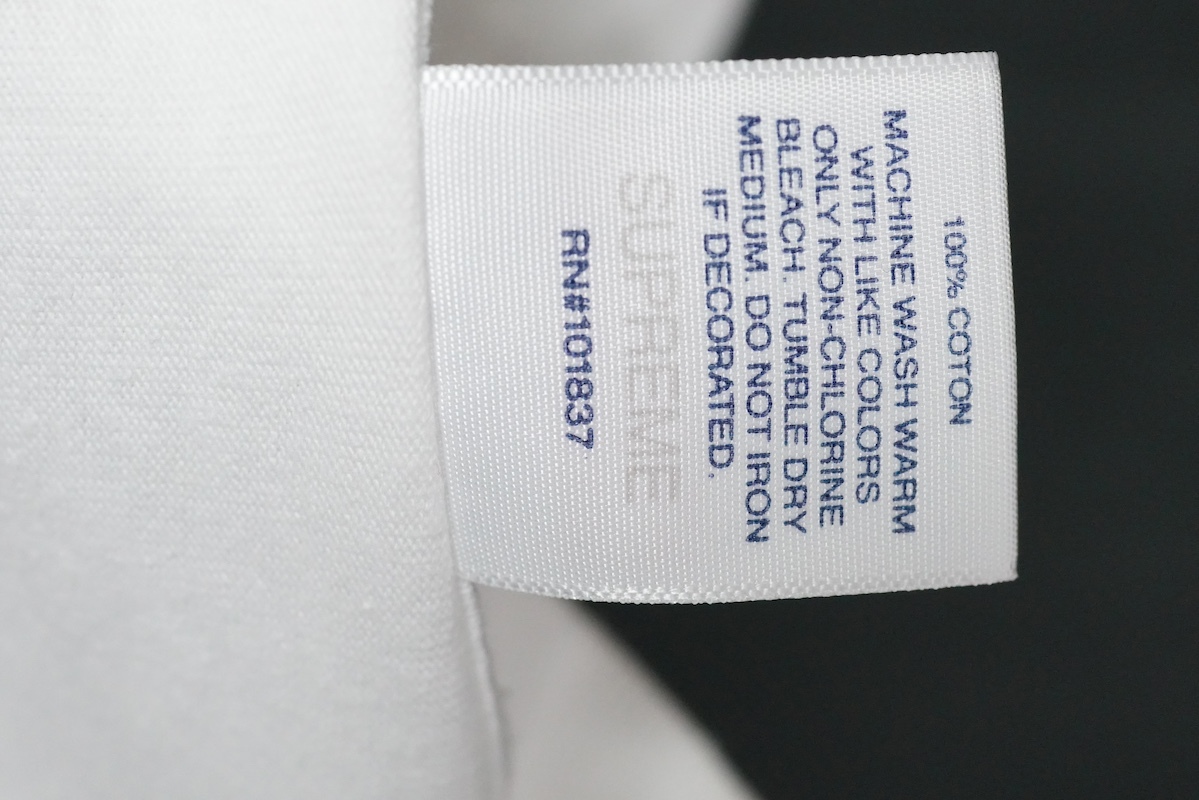 100% COTON
MACHINE WASH WARM
WITH LIKE COLORS
ONLY NON-CHLORINE
BLEACH. TUMBLE DRY
MEDIUM. DO NOT IRON
IF DECORATED.
SUPREME
RN#101837